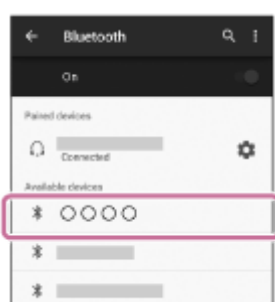 Bluetooth
On
Paired devices
Connected
Available devices
○○○○